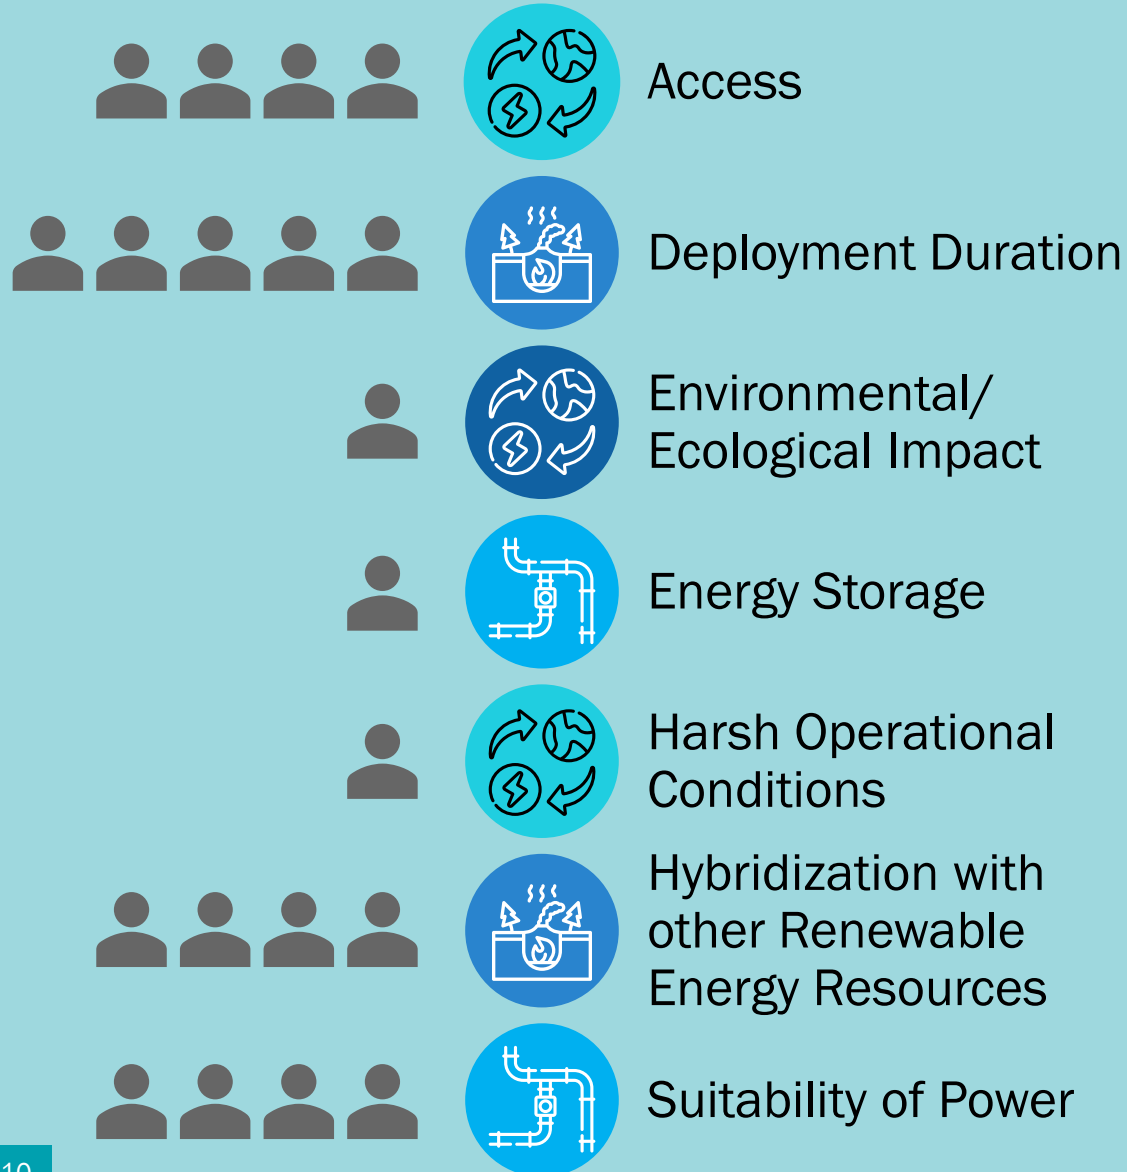 Access
Deployment Duration
Environmental/
Ecological Impact
Energy Storage
Harsh Operational
Conditions
Hybridization with
other Renewable
Energy Resources
Suitability of Power
10